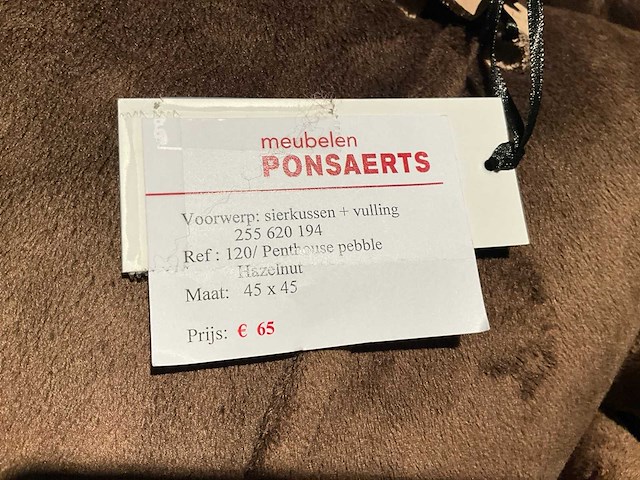 meubelen
PONSAERTS
Voorwerp: sierkussen + vulling
255 620 194
Ref : 120/ Penthouse pebble
Hazelnut
Maat: 45 x 45
Prijs: € 65